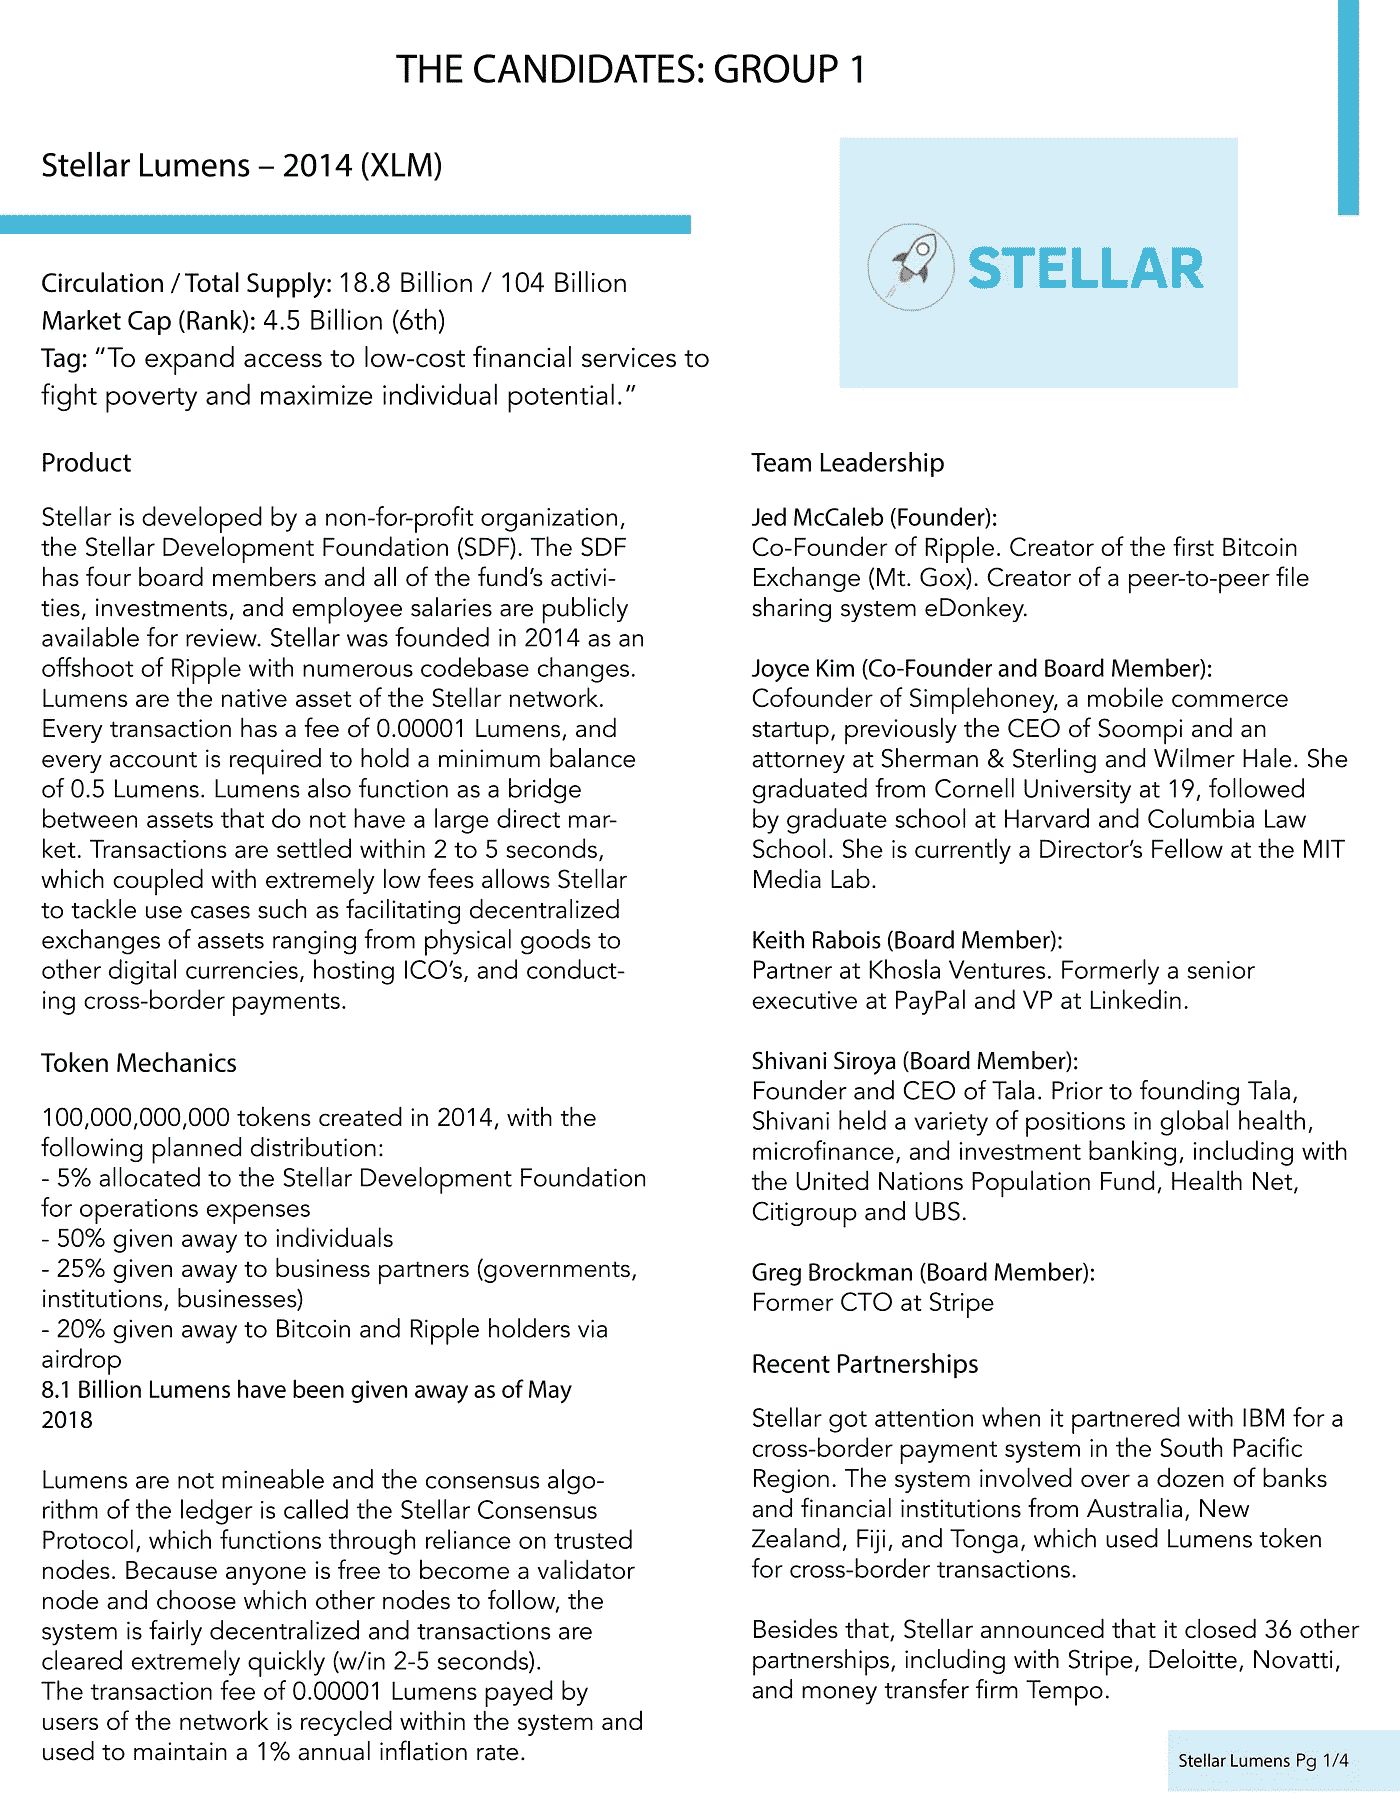 THE CANDIDATES: GROUP 1
Stellar Lumens – 2014 (XLM)
STELLAR
Circulation / Total Supply: 18.8 Billion / 104 Billion
Market Cap (Rank): 4.5 Billion (6th)
Tag: “To expand access to low-cost financial services to
fight poverty and maximize individual potential.”
Product
Stellar is developed by a non-for-profit organization,
the Stellar Development Foundation (SDF). The SDF
has four board members and all of the fund’s activi-
ties, investments, and employee salaries are publicly
available for review. Stellar was founded in 2014 as an
offshoot of Ripple with numerous codebase changes.
Lumens are the native asset of the Stellar network.
Every transaction has a fee of 0.00001 Lumens, and
every account is required to hold a minimum balance
of 0.5 Lumens. Lumens also function as a bridge
between assets that do not have a large direct mar-
ket. Transactions are settled within 2 to 5 seconds,
which coupled with extremely low fees allows Stellar
to tackle use cases such as facilitating decentralized
exchanges of assets ranging from physical goods to
other digital currencies, hosting ICO’s, and conduct-
ing cross-border payments.
Token Mechanics
100,000,000,000 tokens created in 2014, with the
following planned distribution:
- 5% allocated to the Stellar Development Foundation
for operations expenses
- 50% given away to individuals
- 25% given away to business partners (governments,
institutions, businesses)
- 20% given away to Bitcoin and Ripple holders via
airdrop
8.1 Billion Lumens have been given away as of May
2018
Lumens are not mineable and the consensus algo-
rithm of the ledger is called the Stellar Consensus
Protocol, which functions through reliance on trusted
nodes. Because anyone is free to become a validator
node and choose which other nodes to follow, the
system is fairly decentralized and transactions are
cleared extremely quickly (w/in 2-5 seconds).
The transaction fee of 0.00001 Lumens payed by
users of the network is recycled within the system and
used to maintain a 1% annual inflation rate.
Team Leadership
Jed McCaleb (Founder):
Co-Founder of Ripple. Creator of the first Bitcoin
Exchange (Mt. Gox). Creator of a peer-to-peer file
sharing system eDonkey.
Joyce Kim (Co-Founder and Board Member):
Cofounder of Simplehoney, a mobile commerce
startup, previously the CEO of Soompi and an
attorney at Sherman & Sterling and Wilmer Hale. She
graduated from Cornell University at 19, followed
by graduate school at Harvard and Columbia Law
School. She is currently a Director’s Fellow at the MIT
Media Lab.
Keith Rabois (Board Member):
Partner at Khosla Ventures. Formerly a senior
executive at PayPal and VP at Linkedin.
Shivani Siroya (Board Member):
Founder and CEO of Tala. Prior to founding Tala,
Shivani held a variety of positions in global health,
microfinance, and investment banking, including with
the United Nations Population Fund, Health Net,
Citigroup and UBS.
Greg Brockman (Board Member):
Former CTO at Stripe
Recent Partnerships
Stellar got attention when it partnered with IBM for a
cross-border payment system in the South Pacific
Region. The system involved over a dozen of banks
and financial institutions from Australia, New
Zealand, Fiji, and Tonga, which used Lumens token
for cross-border transactions.
Besides that, Stellar announced that it closed 36 other
partnerships, including with Stripe, Deloitte, Novatti,
and money transfer firm Tempo.
Stellar Lumens Pg 1/4